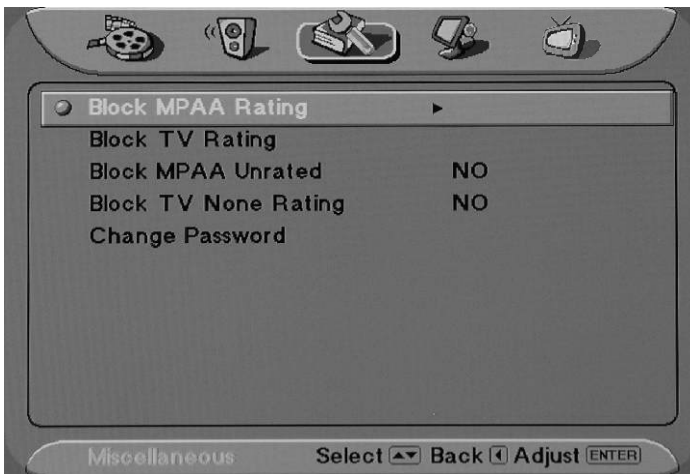 Block MPAA Rating
Block TV Rating
Block MPAA Unrated NO
Block TV None Rating NO
Change Password
Miscellaneous Select Back Adjust ENTER